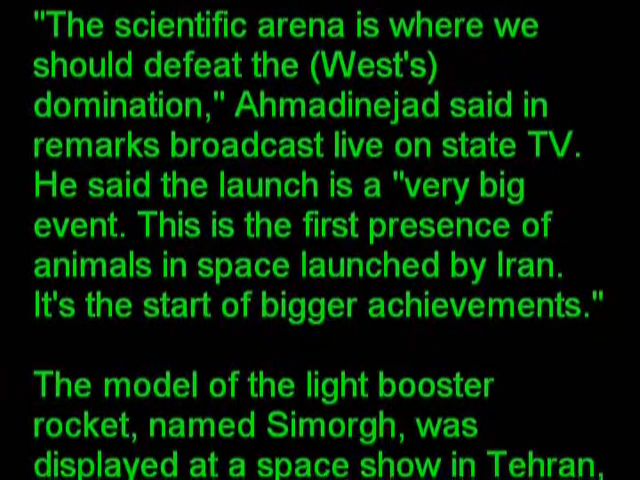 "The scientific arena is where we
should defeat the (West's)
domination," Ahmadinejad said in
remarks broadcast live on state TV.
He said the launch is a "very big
event. This is the first presence of
animals in space launched by Iran.
It's the start of bigger achievements."
The model of the light booster
rocket, named Simorgh, was
displayed at a space show in Tehran,